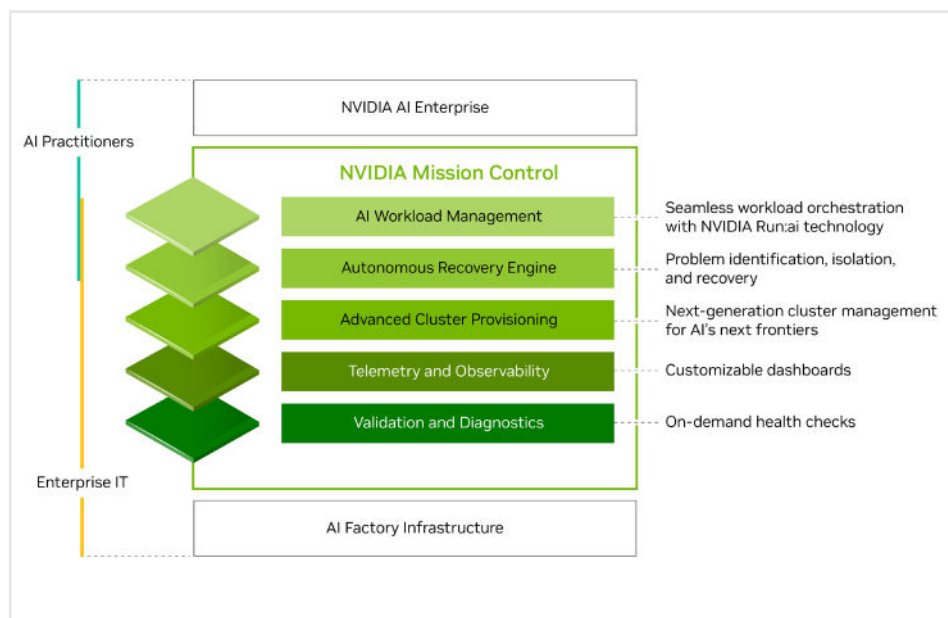 NVIDIA AI Enterprise
AI Practitioners
NVIDIA Mission Control
AI Workload Management
Seamless workload orchestration
with NVIDIA Run:ai technology
Autonomous Recovery Engine
Problem identification, isolation,
and recovery
Advanced Cluster Provisioning
Next-generation cluster management
for AI's next frontiers
Telemetry and Observability
Customizable dashboards
Validation and Diagnostics
On-demand health checks
Enterprise IT
AI Factory Infrastructure